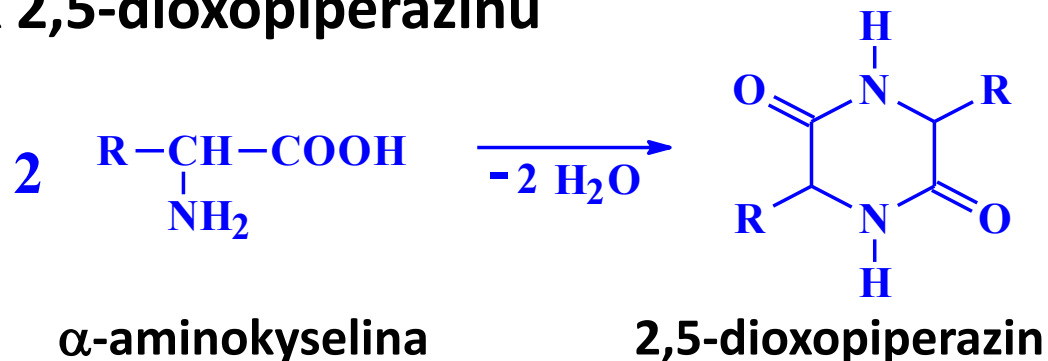 2,5-dioxopiperazinu
2 R–CH–COOH
NH₂
- 2 H₂O
H
N
O
R
R
N
O
H
α-aminokyselina
2,5-dioxopiperazin